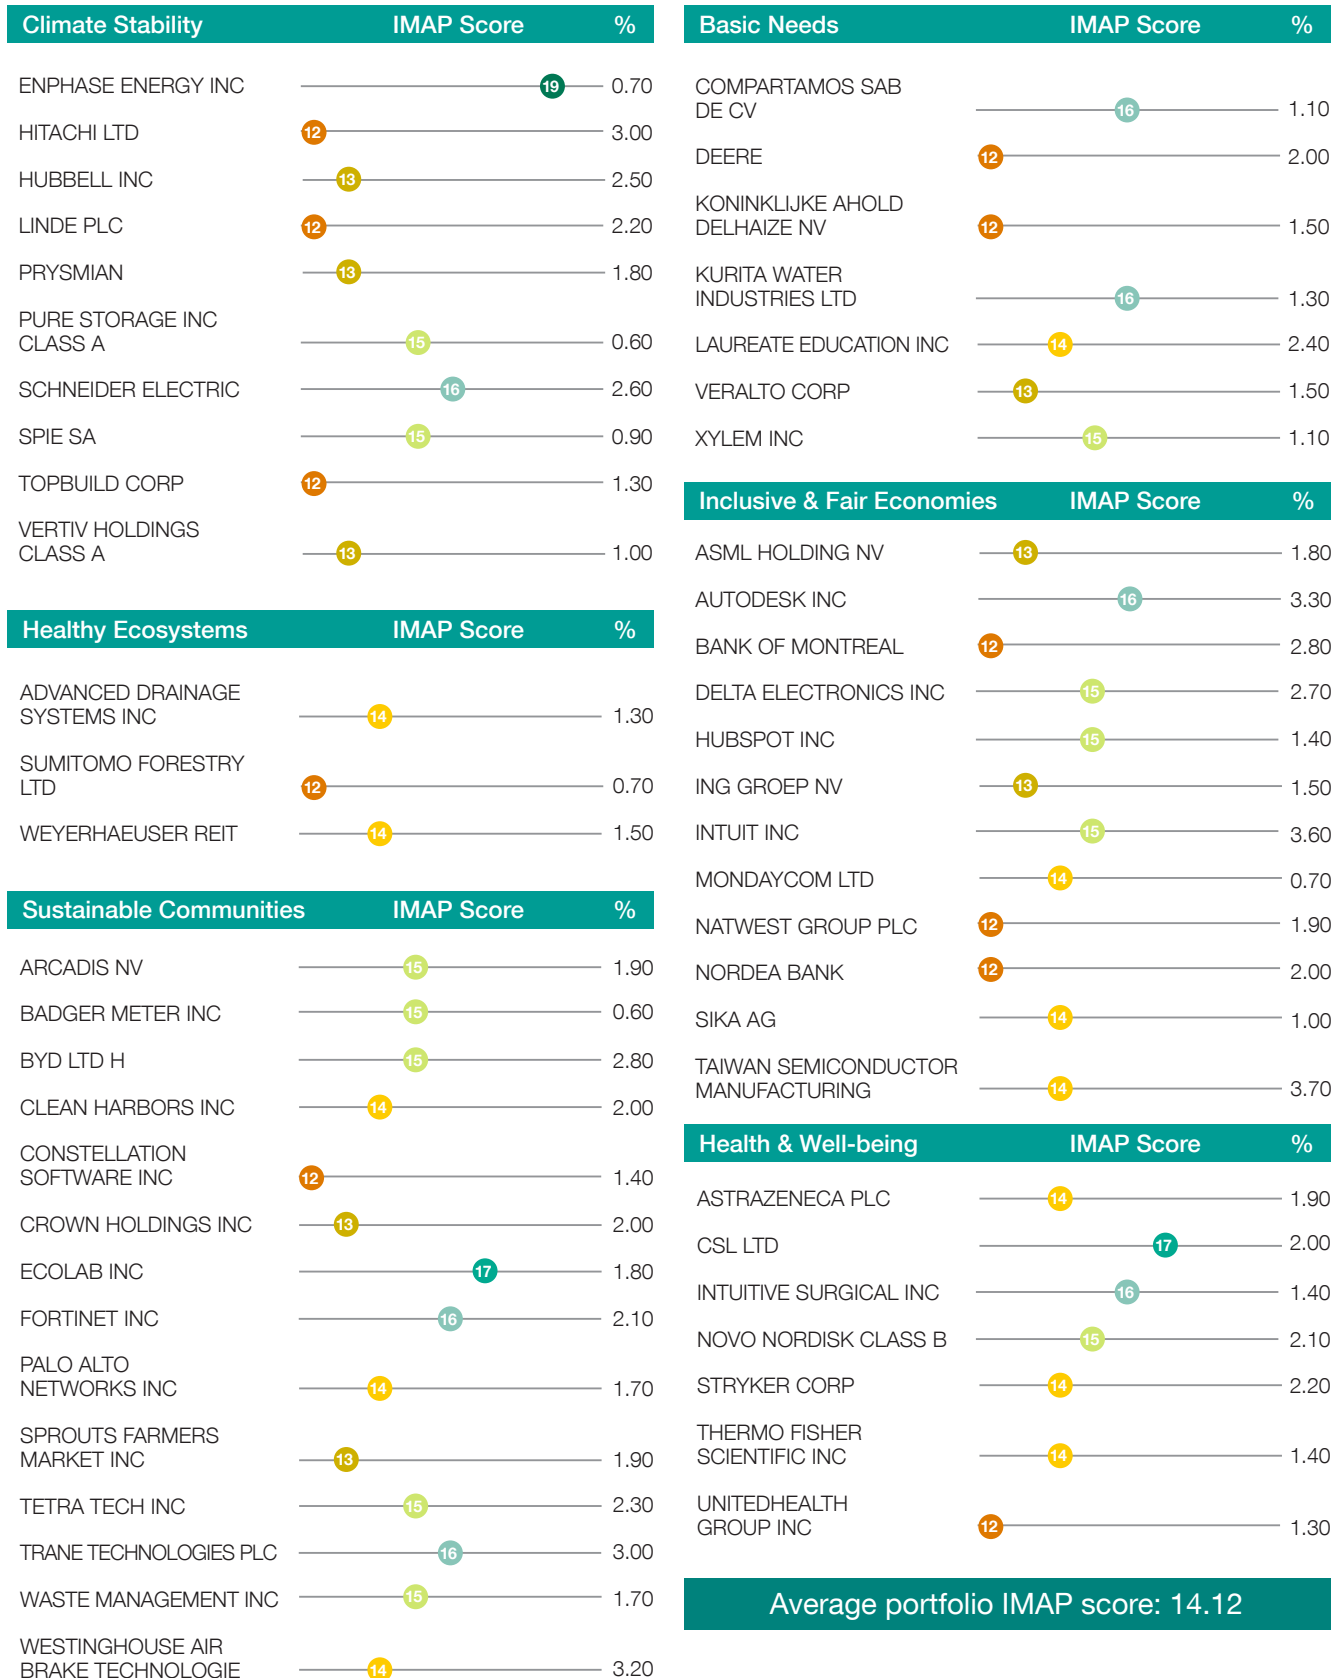 Climate Stability IMAP Score %
ENPHASE ENERGY INC 19 0.70
HITACHI LTD 12 3.00
HUBBELL INC 13 2.50
LINDE PLC 12 2.20
PRYSMIAN 13 1.80
PURE STORAGE INC
CLASS A 15 0.60
SCHNEIDER ELECTRIC 16 2.60
SPIE SA 15 0.90
TOPBUILD CORP 12 1.30
VERTIV HOLDINGS
CLASS A 13 1.00
Healthy Ecosystems IMAP Score %
ADVANCED DRAINAGE
SYSTEMS INC 14 1.30
SUMITOMO FORESTRY
LTD 12 0.70
WEYERHAEUSER REIT 14 1.50
Sustainable Communities IMAP Score %
ARCADIS NV 15 1.90
BADGER METER INC 15 0.60
BYD LTD H 15 2.80
CLEAN HARBORS INC 14 2.00
CONSTELLATION
SOFTWARE INC 12 1.40
CROWN HOLDINGS INC 13 2.00
ECOLAB INC 17 1.80
FORTINET INC 16 2.10
PALO ALTO
NETWORKS INC 14 1.70
SPROUTS FARMERS
MARKET INC 13 1.90
TETRA TECH INC 15 2.30
TRANE TECHNOLOGIES PLC 16 3.00
WASTE MANAGEMENT INC 15 1.70
WESTINGHOUSE AIR
BRAKE TECHNOLOGIE 14 3.20
Basic Needs IMAP Score %
COMPARTAMOS SAB
DE CV 16 1.10
DEERE 12 2.00
KONINKLIJKE AHOLD
DELHAIZE NV 12 1.50
KURITA WATER
INDUSTRIES LTD 16 1.30
LAUREATE EDUCATION INC 14 2.40
VERALTO CORP 13 1.50
XYLEM INC 15 1.10
Inclusive & Fair Economies IMAP Score %
ASML HOLDING NV 13 1.80
AUTODESK INC 16 3.30
BANK OF MONTREAL 12 2.80
DELTA ELECTRONICS INC 15 2.70
HUBSPOT INC 15 1.40
ING GROEP NV 13 1.50
INTUIT INC 15 3.60
MONDAYCOM LTD 14 0.70
NATWEST GROUP PLC 12 1.90
NORDEA BANK 12 2.00
SIKA AG 14 1.00
TAIWAN SEMICONDUCTOR
MANUFACTURING 14 3.70
Health & Well-being IMAP Score %
ASTRAZENECA PLC 14 1.90
CSL LTD 17 2.00
INTUITIVE SURGICAL INC 16 1.40
NOVO NORDISK CLASS B 15 2.10
STRYKER CORP 14 2.20
THERMO FISHER
SCIENTIFIC INC 14 1.40
UNITEDHEALTH
GROUP INC 12 1.30
Average portfolio IMAP score: 14.12